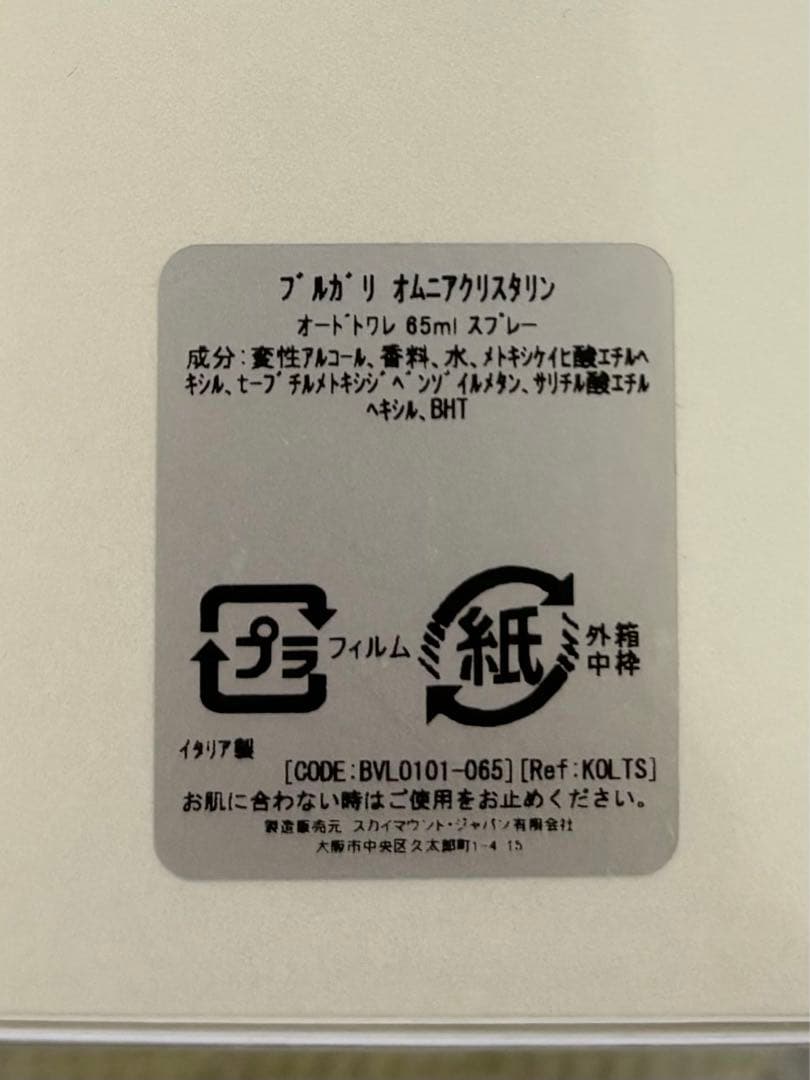 ブルガリ オムニアクリスタリン
オードトワレ 65ml スプレー
成分:変性アルコール、香料、水、メトキシケイヒ酸エチルヘ
キシル、t-ブチルメトキシジベンゾイルメタン、サリチル酸エチル
ヘキシル、BHT
プラ フィルム 紙 外箱
中枠
イタリア製
[CODE:BVL0101-065][Ref:KOLTS]
お肌に合わない時はご使用をお止めください。
製造販売元 スカイマウント・ジャパン有限会社
大阪市中央区久太郎町1-4-15